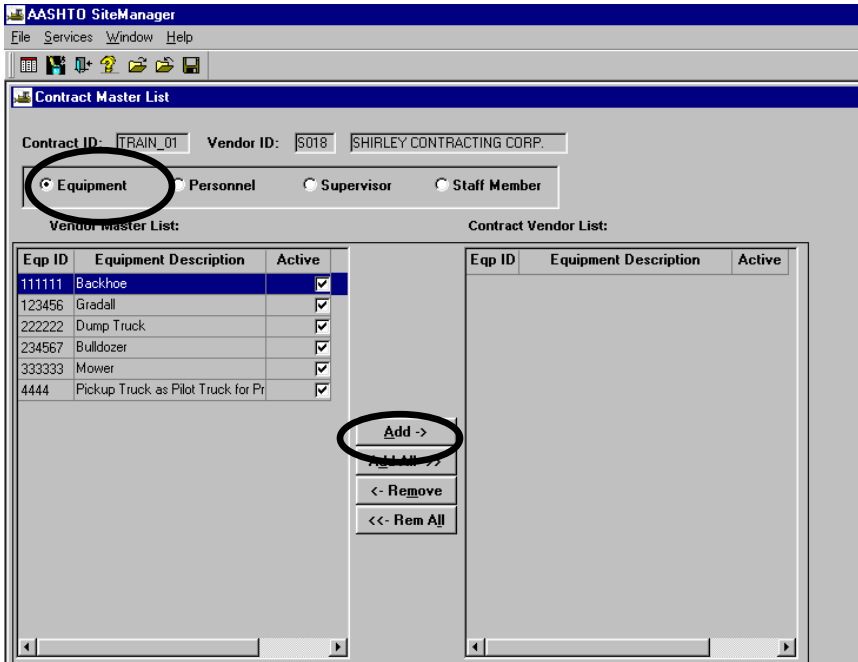 AASHTO SiteManager
File Services Window Help
Contract Master List
Contract ID: TRAIN_01 Vendor ID: S018 SHIRLEY CONTRACTING CORP.
Equipment Personnel Supervisor Staff Member
Vendor Master List: Contract Vendor List:
Eqp ID Equipment Description Active Eqp ID Equipment Description Active
111111 Backhoe
123456 Gradall
222222 Dump Truck
234567 Bulldozer
333333 Mower
4444 Pickup Truck as Pilot Truck for Pr
Add ->
Add All ->>
<- Remove
<<- Rem All